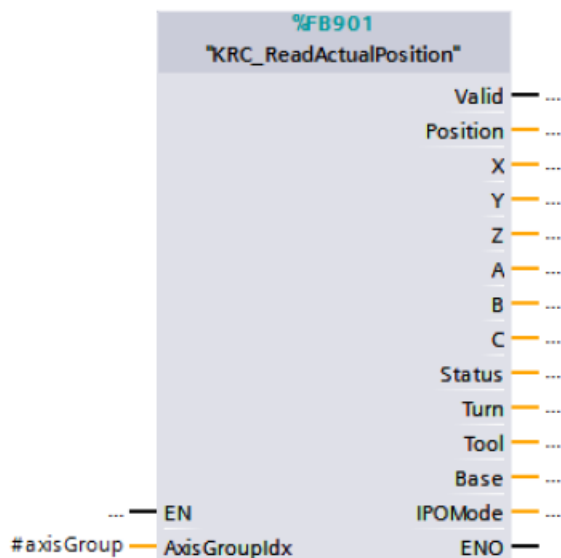 %FB901
"KRC_ReadActualPosition"
Valid ...
Position ...
X ...
Y ...
Z ...
A ...
B ...
C ...
Status ...
Turn ...
Tool ...
Base ...
... EN IPOMode ...
#axisGroup AxisGroupIdx ENO